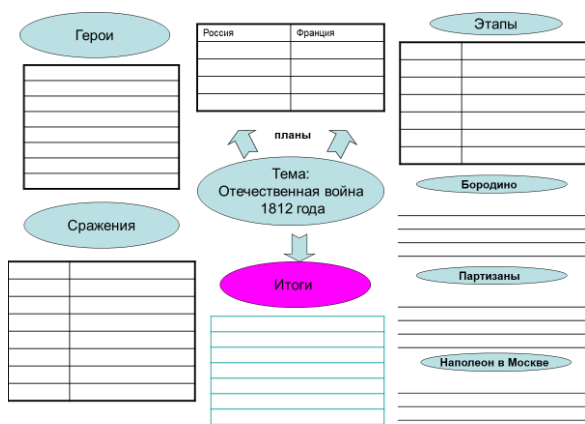 Герои
Россия
Франция
Этапы
планы
Тема:
Отечественная война
1812 года
Бородино
Сражения
Итоги
Партизаны
Наполеон в Москве